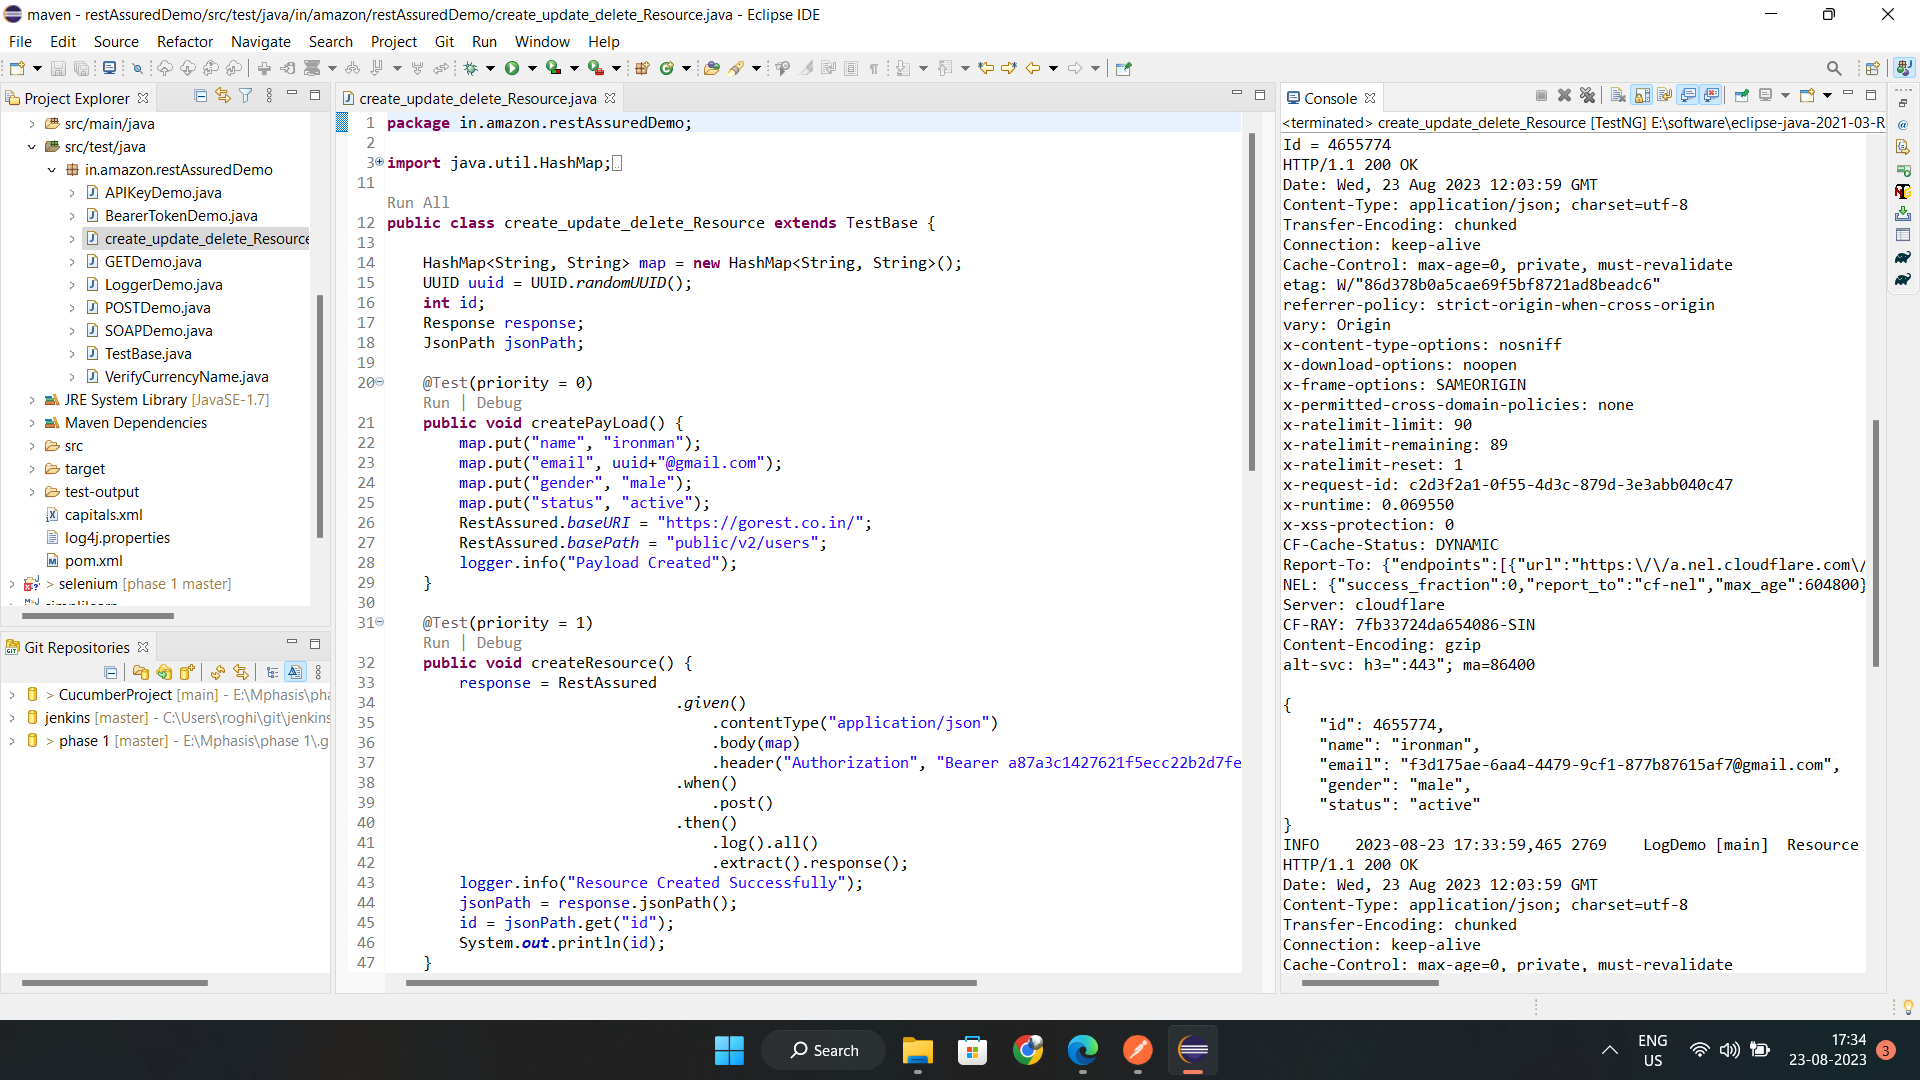 maven - restAssuredDemo/src/test/java/in/amazon/restAssuredDemo/create_update_delete_Resource.java - Eclipse IDE
File Edit Source Refactor Navigate Search Project Git Run Window Help
Project Explorer
src/main/java
src/test/java
in.amazon.restAssuredDemo
APIKeyDemo.java
BearerTokenDemo.java
create_update_delete_Resource
GETDemo.java
LoggerDemo.java
POSTDemo.java
SOAPDemo.java
TestBase.java
VerifyCurrencyName.java
JRE System Library [JavaSE-1.7]
Maven Dependencies
src
target
test-output
capitals.xml
log4j.properties
pom.xml
> selenium [phase 1 master]
Git Repositories
> CucumberProject [main] - E:\Mphasis\pha
jenkins [master] - C:\Users\roghi\git\jenkins
> phase 1 [master] - E:\Mphasis\phase 1\.g
create_update_delete_Resource.java
1 package in.amazon.restAssuredDemo;
2
3 import java.util.HashMap;
11
Run All
12 public class create_update_delete_Resource extends TestBase {
13
14 HashMap<String, String> map = new HashMap<String, String>();
15 UUID uuid = UUID.randomUUID();
16 int id;
17 Response response;
18 JsonPath jsonPath;
19
20 @Test(priority = 0)
Run | Debug
21 public void createPayLoad() {
22 map.put("name", "ironman");
23 map.put("email", uuid+"@gmail.com");
24 map.put("gender", "male");
25 map.put("status", "active");
26 RestAssured.baseURI = "https://gorest.co.in/";
27 RestAssured.basePath = "public/v2/users";
28 logger.info("Payload Created");
29 }
30
31 @Test(priority = 1)
Run | Debug
32 public void createResource() {
33 response = RestAssured
34 .given()
35 .contentType("application/json")
36 .body(map)
37 .header("Authorization", "Bearer a87a3c1427621f5ecc22b2d7fe
38 .when()
39 .post()
40 .then()
41 .log().all()
42 .extract().response();
43 logger.info("Resource Created Successfully");
44 jsonPath = response.jsonPath();
45 id = jsonPath.get("id");
46 System.out.println(id);
47 }
Console
<terminated> create_update_delete_Resource [TestNG] E:\software\eclipse-java-2021-03-R
Id = 4655774
HTTP/1.1 200 OK
Date: Wed, 23 Aug 2023 12:03:59 GMT
Content-Type: application/json; charset=utf-8
Transfer-Encoding: chunked
Connection: keep-alive
Cache-Control: max-age=0, private, must-revalidate
etag: W/"86d378b0a5cae69f5bf8721ad8beadc6"
referrer-policy: strict-origin-when-cross-origin
vary: Origin
x-content-type-options: nosniff
x-download-options: noopen
x-frame-options: SAMEORIGIN
x-permitted-cross-domain-policies: none
x-ratelimit-limit: 90
x-ratelimit-remaining: 89
x-ratelimit-reset: 1
x-request-id: c2d3f2a1-0f55-4d3c-879d-3e3abb040c47
x-runtime: 0.069550
x-xss-protection: 0
CF-Cache-Status: DYNAMIC
Report-To: {"endpoints":[{"url":"https:\/\/a.nel.cloudflare.com\/
NEL: {"success_fraction":0,"report_to":"cf-nel","max_age":604800}
Server: cloudflare
CF-RAY: 7fb33724da654086-SIN
Content-Encoding: gzip
alt-svc: h3=":443"; ma=86400
{
"id": 4655774,
"name": "ironman",
"email": "f3d175ae-6aa4-4479-9cf1-877b87615af7@gmail.com",
"gender": "male",
"status": "active"
}
INFO 2023-08-23 17:33:59,465 2769 LogDemo [main] Resource
HTTP/1.1 200 OK
Date: Wed, 23 Aug 2023 12:03:59 GMT
Content-Type: application/json; charset=utf-8
Transfer-Encoding: chunked
Connection: keep-alive
Cache-Control: max-age=0, private, must-revalidate
Search
ENG
US
17:34
23-08-2023
3